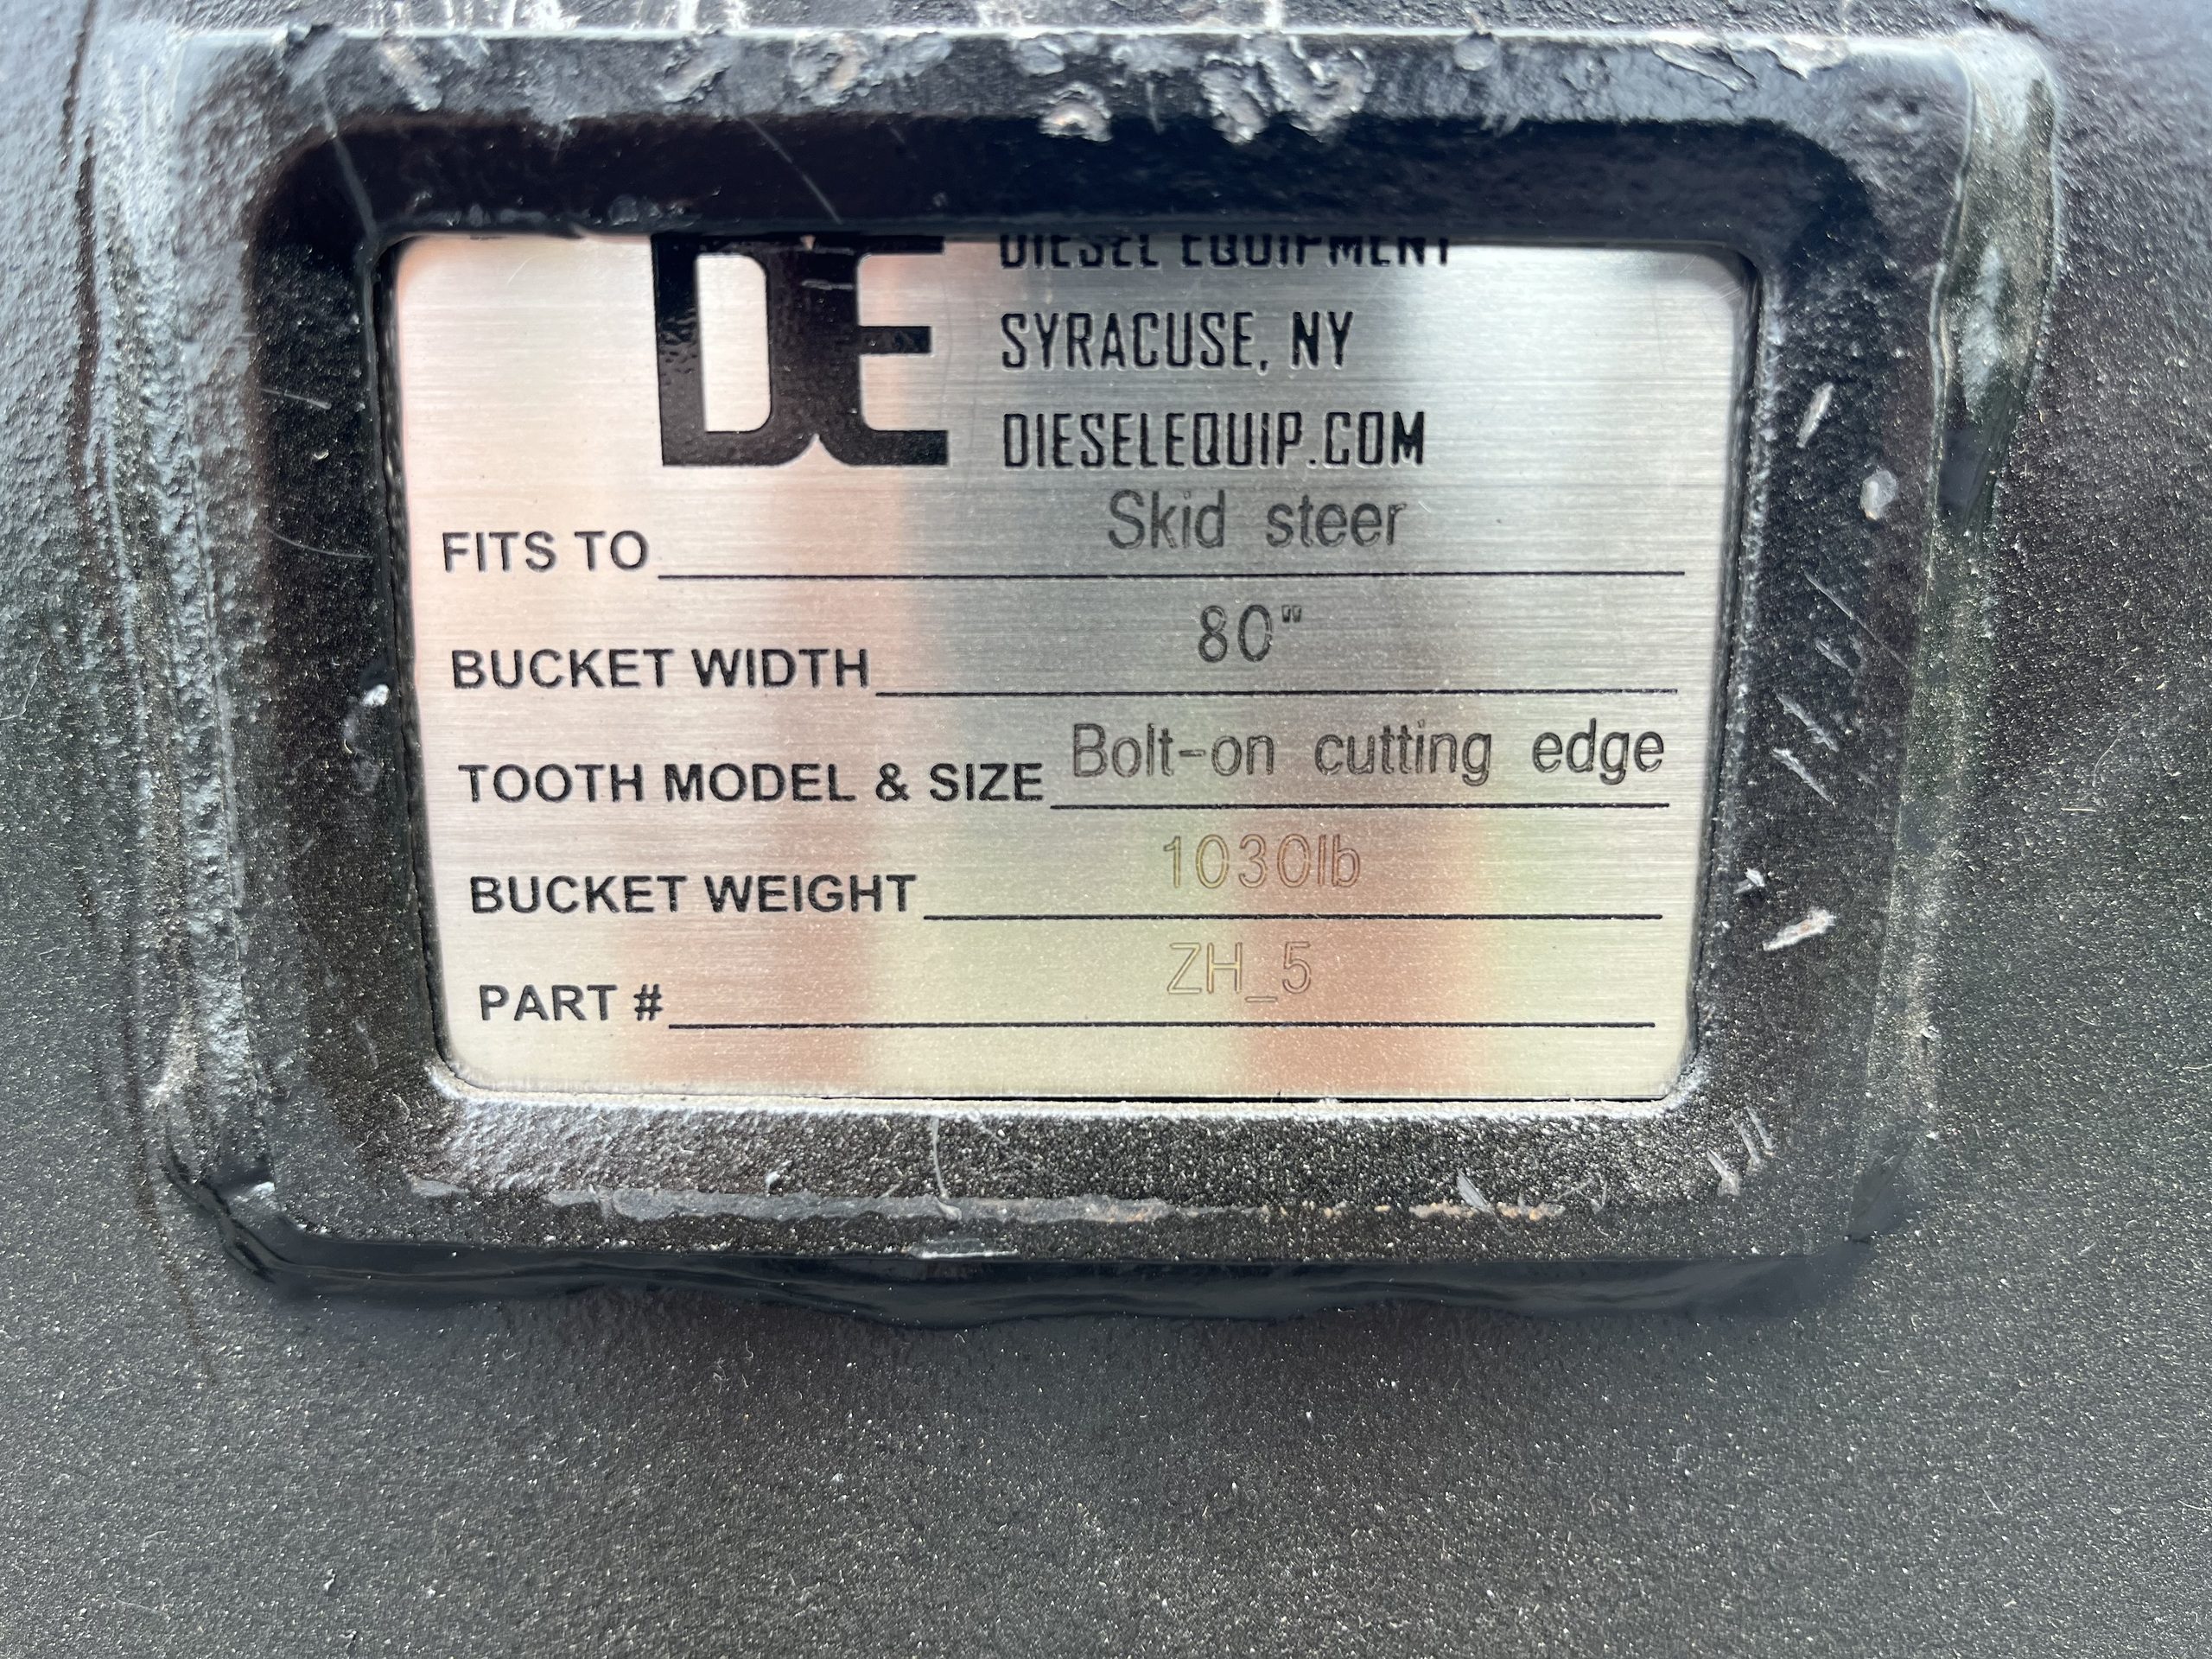 DE
DIESEL EQUIPMENT
SYRACUSE, NY
DIESELEQUIP.COM
FITS TO Skid steer
BUCKET WIDTH 80"
TOOTH MODEL & SIZE Bolt-on cutting edge
BUCKET WEIGHT 1030lb
PART # ZH_5